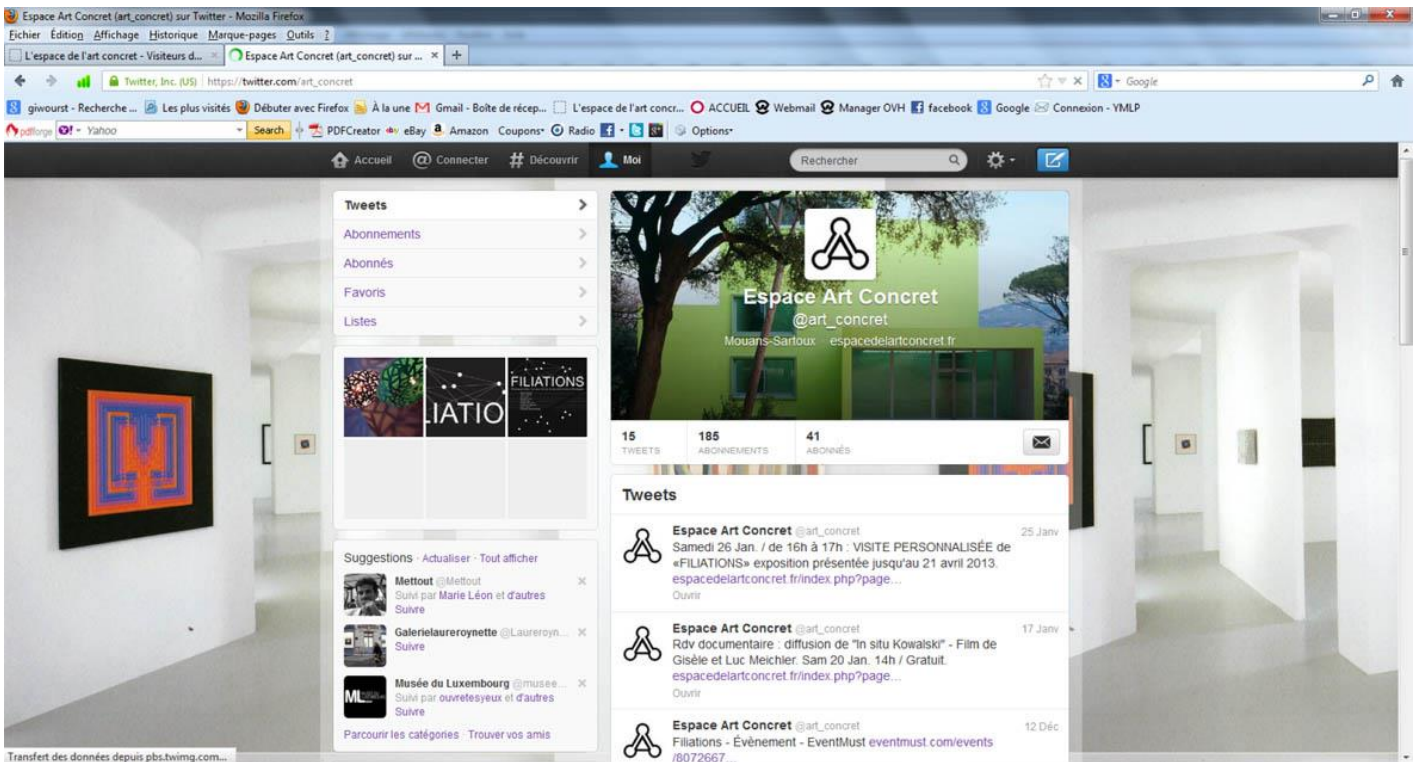 Espace Art Concret (art_concret) sur Twitter - Mozilla Firefox
Fichier Édition Affichage Historique Marque-pages Outils ?
L'espace de l'art concret - Visiteurs d... Espace Art Concret (art_concret) sur ...
Twitter, Inc. (US) https://twitter.com/art_concret Google
giwourst - Recherche ... Les plus visités Débuter avec Firefox À la une Gmail - Boîte de récep... L'espace de l'art concr... ACCUEIL Webmail Manager OVH facebook Google Connexion - YMLP
pdfforge Yahoo Search PDFCreator eBay Amazon Coupons Radio Options
Accueil Connecter Découvrir Moi Rechercher
Tweets
Abonnements
Abonnés
Favoris
Listes
LIATIO
FILIATIONS
Suggestions · Actualiser · Tout afficher
Mettout @Mettout
Suivi par Marie Léon et d'autres
Suivre
Galerielaureroynette @Laureroyn...
Suivre
ML
Musée du Luxembourg @musee...
Suivi par ouvretesyeux et d'autres
Suivre
Parcourir les catégories · Trouver vos amis
Espace Art Concret
@art_concret
Mouans-Sartoux · espacedelartconcret.fr
15 185 41
TWEETS ABONNEMENTS ABONNÉS
Tweets
Espace Art Concret @art_concret 25 Janv
Samedi 26 Jan. / de 16h à 17h : VISITE PERSONNALISÉE de
«FILIATIONS» exposition présentée jusqu'au 21 avril 2013.
espacedelartconcret.fr/index.php?page...
Ouvrir
Espace Art Concret @art_concret 17 Janv
Rdv documentaire : diffusion de "In situ Kowalski" - Film de
Gisèle et Luc Meichler. Sam 20 Jan. 14h / Gratuit.
espacedelartconcret.fr/index.php?page...
Ouvrir
Espace Art Concret @art_concret 12 Déc
Filiations - Évènement - EventMust eventmust.com/events
/8072667...
Transfert des données depuis pbs.twimg.com...